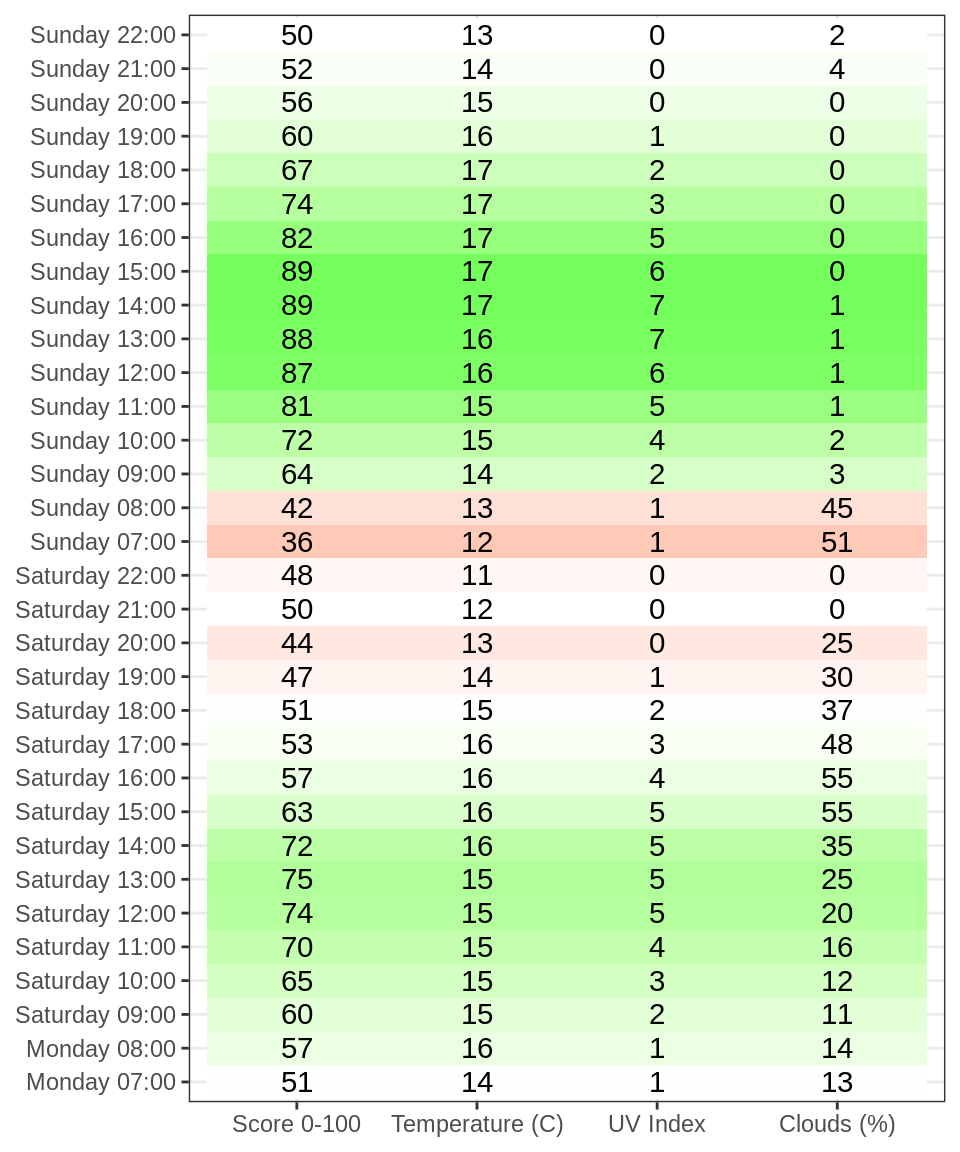 Sunday 22:00 50 13 0 2
Sunday 21:00 52 14 0 4
Sunday 20:00 56 15 0 0
Sunday 19:00 60 16 1 0
Sunday 18:00 67 17 2 0
Sunday 17:00 74 17 3 0
Sunday 16:00 82 17 5 0
Sunday 15:00 89 17 6 0
Sunday 14:00 89 17 7 1
Sunday 13:00 88 16 7 1
Sunday 12:00 87 16 6 1
Sunday 11:00 81 15 5 1
Sunday 10:00 72 15 4 2
Sunday 09:00 64 14 2 3
Sunday 08:00 42 13 1 45
Sunday 07:00 36 12 1 51
Saturday 22:00 48 11 0 0
Saturday 21:00 50 12 0 0
Saturday 20:00 44 13 0 25
Saturday 19:00 47 14 1 30
Saturday 18:00 51 15 2 37
Saturday 17:00 53 16 3 48
Saturday 16:00 57 16 4 55
Saturday 15:00 63 16 5 55
Saturday 14:00 72 16 5 35
Saturday 13:00 75 15 5 25
Saturday 12:00 74 15 5 20
Saturday 11:00 70 15 4 16
Saturday 10:00 65 15 3 12
Saturday 09:00 60 15 2 11
Monday 08:00 57 16 1 14
Monday 07:00 51 14 1 13
Score 0-100 Temperature (C) UV Index Clouds (%)